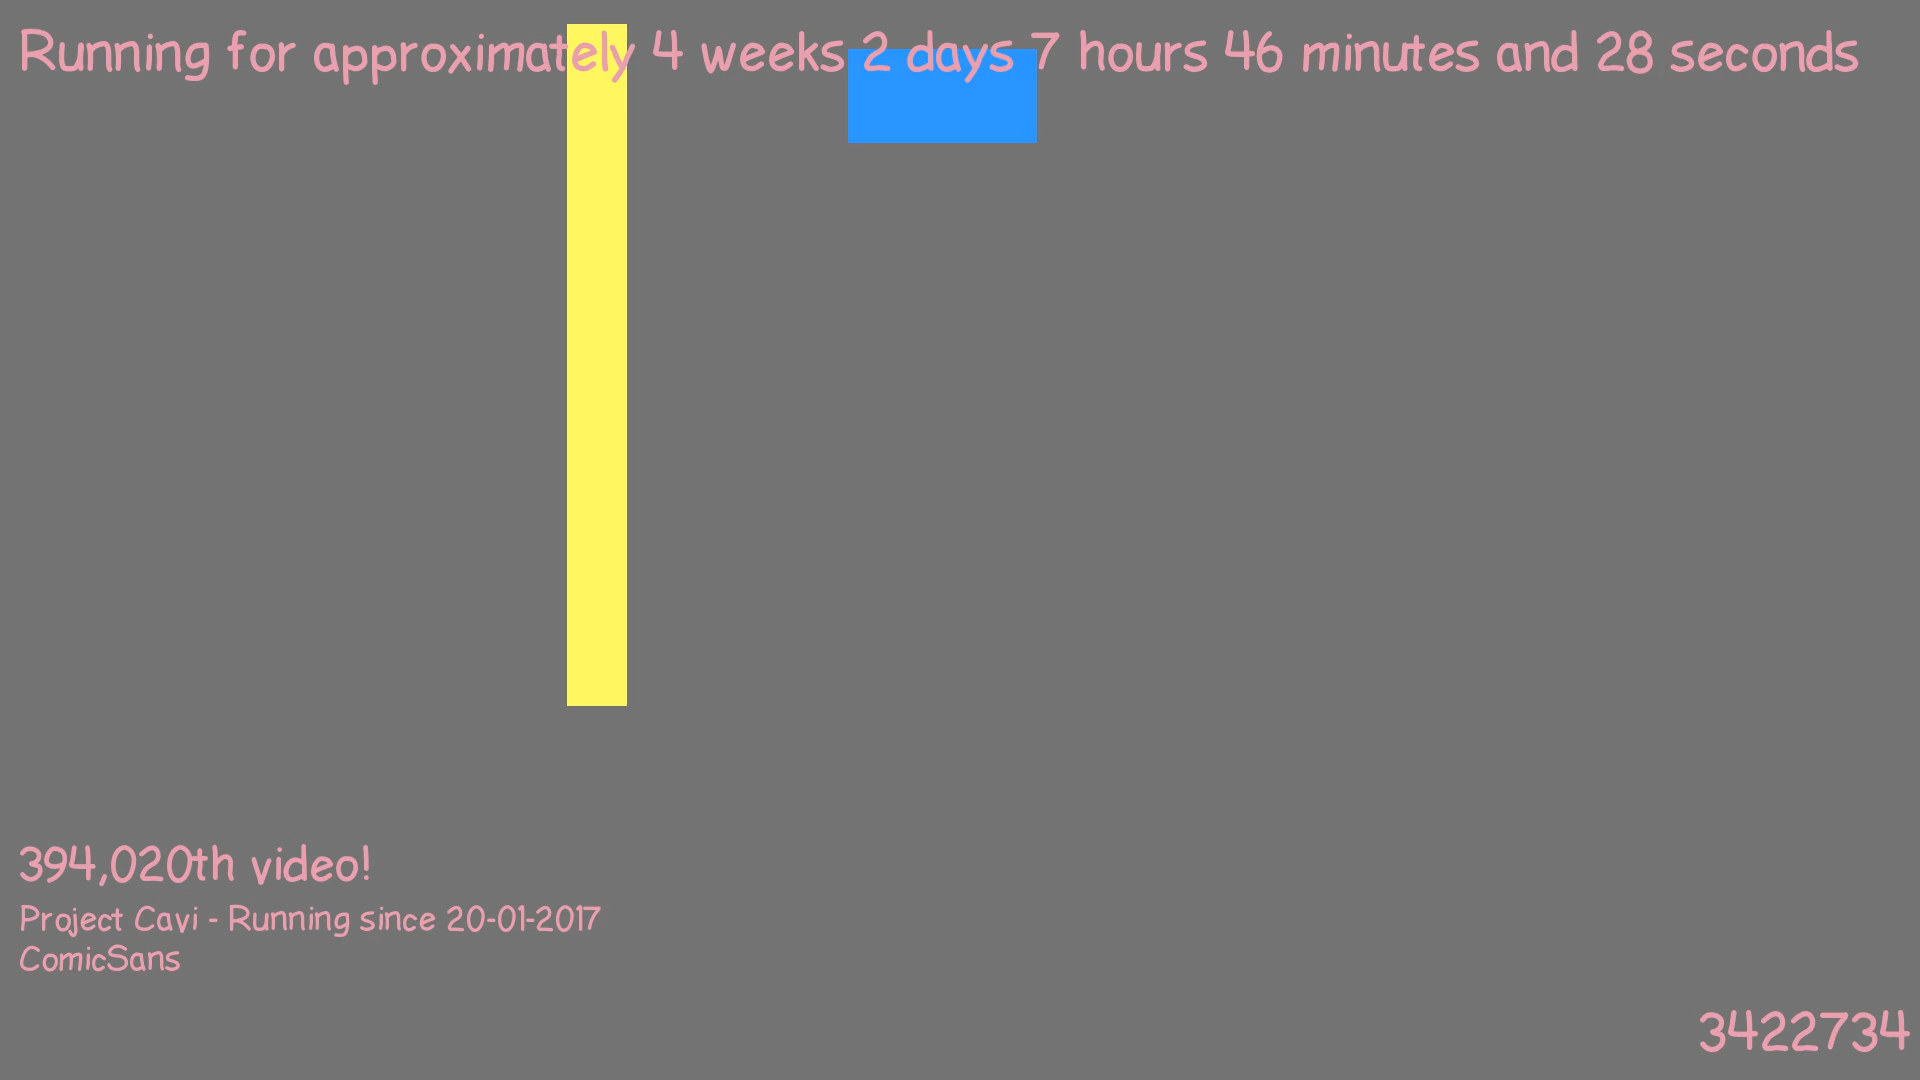 Running for approximately 4 weeks 2 days 7 hours 46 minutes and 28 seconds
394,020th video!
Project Cavi - Running since 20-01-2017
ComicSans
3422734